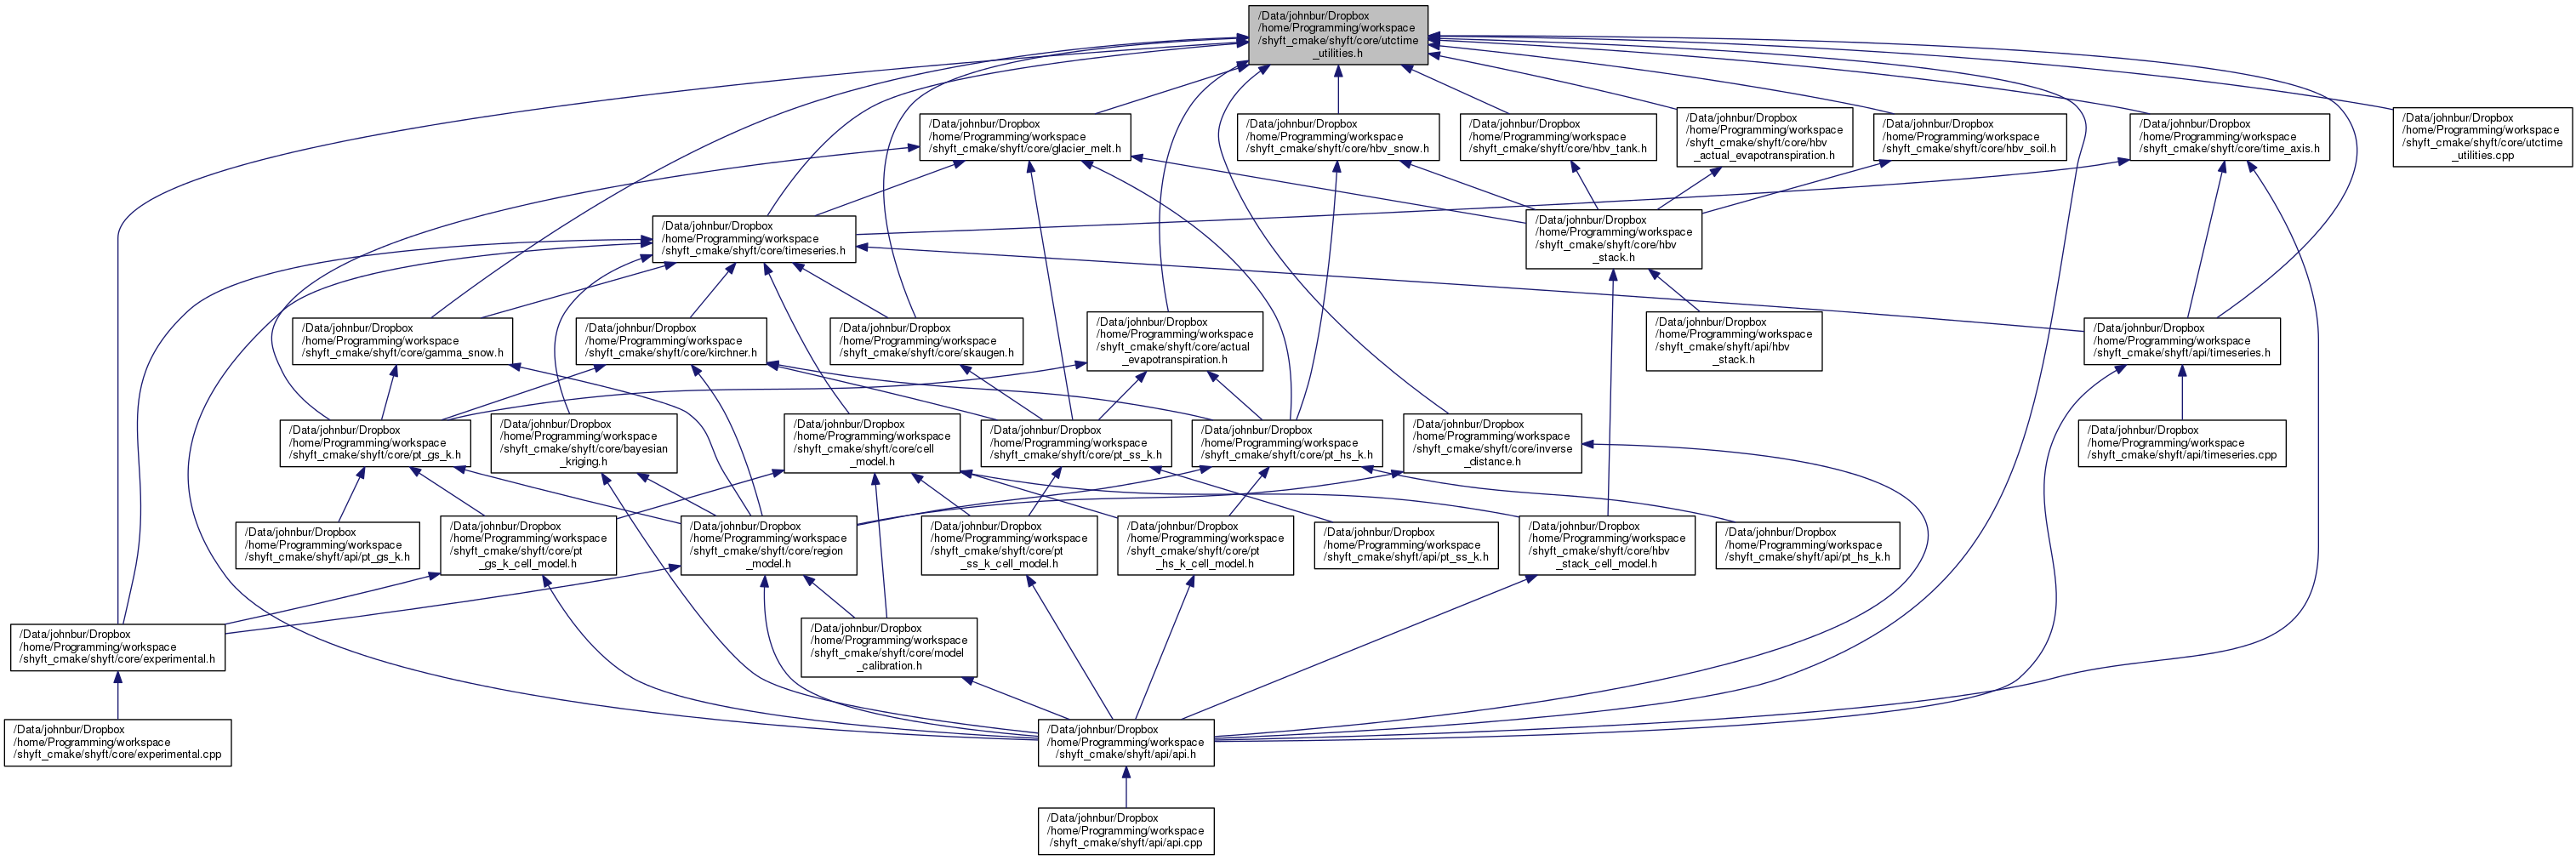 /Data/johnbur/Dropbox
/home/Programming/workspace
/shyft_cmake/shyft/core/utctime
_utilities.h
/Data/johnbur/Dropbox
/home/Programming/workspace
/shyft_cmake/shyft/core/glacier_melt.h
/Data/johnbur/Dropbox
/home/Programming/workspace
/shyft_cmake/shyft/core/hbv_snow.h
/Data/johnbur/Dropbox
/home/Programming/workspace
/shyft_cmake/shyft/core/hbv_tank.h
/Data/johnbur/Dropbox
/home/Programming/workspace
/shyft_cmake/shyft/core/hbv
_actual_evapotranspiration.h
/Data/johnbur/Dropbox
/home/Programming/workspace
/shyft_cmake/shyft/core/hbv_soil.h
/Data/johnbur/Dropbox
/home/Programming/workspace
/shyft_cmake/shyft/core/time_axis.h
/Data/johnbur/Dropbox
/home/Programming/workspace
/shyft_cmake/shyft/core/utctime
_utilities.cpp
/Data/johnbur/Dropbox
/home/Programming/workspace
/shyft_cmake/shyft/core/timeseries.h
/Data/johnbur/Dropbox
/home/Programming/workspace
/shyft_cmake/shyft/core/hbv
_stack.h
/Data/johnbur/Dropbox
/home/Programming/workspace
/shyft_cmake/shyft/core/gamma_snow.h
/Data/johnbur/Dropbox
/home/Programming/workspace
/shyft_cmake/shyft/core/kirchner.h
/Data/johnbur/Dropbox
/home/Programming/workspace
/shyft_cmake/shyft/core/skaugen.h
/Data/johnbur/Dropbox
/home/Programming/workspace
/shyft_cmake/shyft/core/actual
_evapotranspiration.h
/Data/johnbur/Dropbox
/home/Programming/workspace
/shyft_cmake/shyft/api/hbv
_stack.h
/Data/johnbur/Dropbox
/home/Programming/workspace
/shyft_cmake/shyft/api/timeseries.h
/Data/johnbur/Dropbox
/home/Programming/workspace
/shyft_cmake/shyft/core/pt_gs_k.h
/Data/johnbur/Dropbox
/home/Programming/workspace
/shyft_cmake/shyft/core/bayesian
_kriging.h
/Data/johnbur/Dropbox
/home/Programming/workspace
/shyft_cmake/shyft/core/cell
_model.h
/Data/johnbur/Dropbox
/home/Programming/workspace
/shyft_cmake/shyft/core/pt_ss_k.h
/Data/johnbur/Dropbox
/home/Programming/workspace
/shyft_cmake/shyft/core/pt_hs_k.h
/Data/johnbur/Dropbox
/home/Programming/workspace
/shyft_cmake/shyft/core/inverse
_distance.h
/Data/johnbur/Dropbox
/home/Programming/workspace
/shyft_cmake/shyft/api/timeseries.cpp
/Data/johnbur/Dropbox
/home/Programming/workspace
/shyft_cmake/shyft/api/pt_gs_k.h
/Data/johnbur/Dropbox
/home/Programming/workspace
/shyft_cmake/shyft/core/pt
_gs_k_cell_model.h
/Data/johnbur/Dropbox
/home/Programming/workspace
/shyft_cmake/shyft/core/region
_model.h
/Data/johnbur/Dropbox
/home/Programming/workspace
/shyft_cmake/shyft/core/pt
_ss_k_cell_model.h
/Data/johnbur/Dropbox
/home/Programming/workspace
/shyft_cmake/shyft/core/pt
_hs_k_cell_model.h
/Data/johnbur/Dropbox
/home/Programming/workspace
/shyft_cmake/shyft/api/pt_ss_k.h
/Data/johnbur/Dropbox
/home/Programming/workspace
/shyft_cmake/shyft/core/hbv
_stack_cell_model.h
/Data/johnbur/Dropbox
/home/Programming/workspace
/shyft_cmake/shyft/api/pt_hs_k.h
/Data/johnbur/Dropbox
/home/Programming/workspace
/shyft_cmake/shyft/core/experimental.h
/Data/johnbur/Dropbox
/home/Programming/workspace
/shyft_cmake/shyft/core/model
_calibration.h
/Data/johnbur/Dropbox
/home/Programming/workspace
/shyft_cmake/shyft/core/experimental.cpp
/Data/johnbur/Dropbox
/home/Programming/workspace
/shyft_cmake/shyft/api/api.h
/Data/johnbur/Dropbox
/home/Programming/workspace
/shyft_cmake/shyft/api/api.cpp